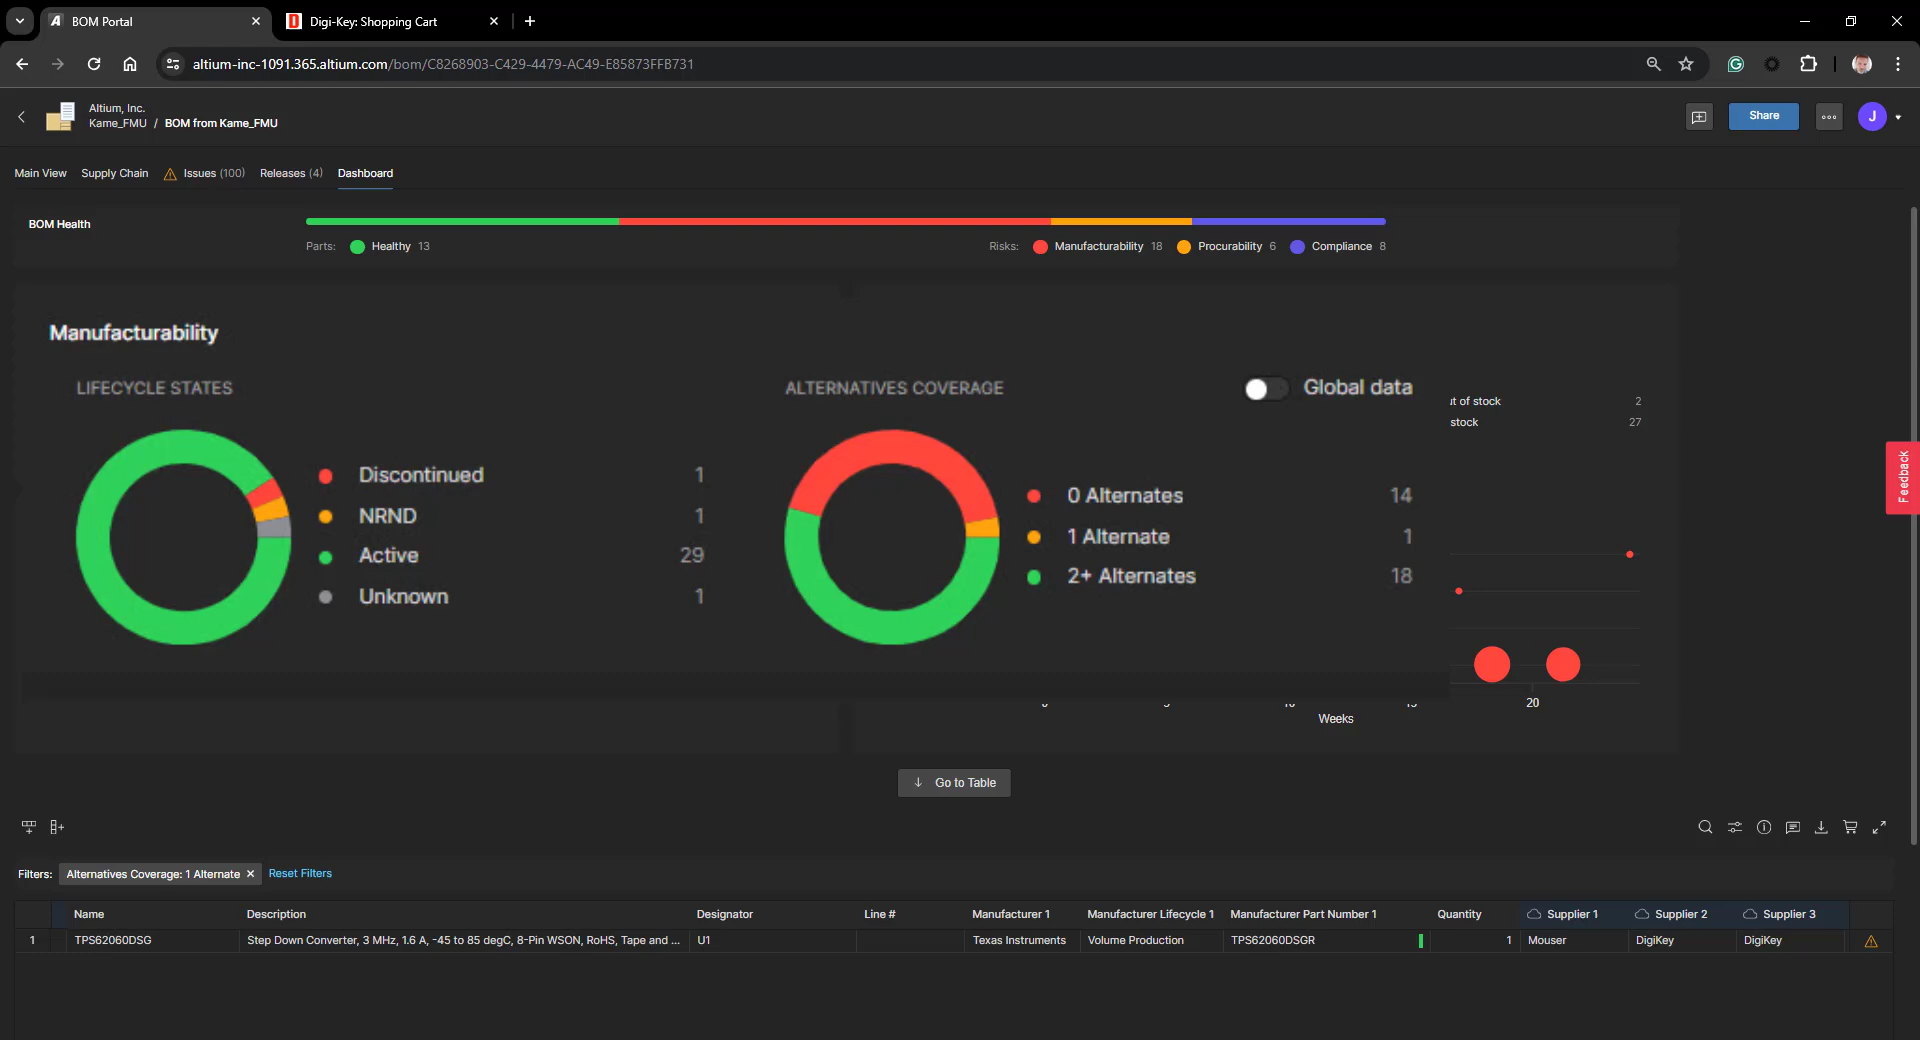 BOM Portal
Digi-Key: Shopping Cart
altium-inc-1091.365.altium.com/bom/C8268903-C429-4479-AC49-E85873FFB731
Altium, Inc.
Kame_FMU / BOM from Kame_FMU
Share
J
Main View Supply Chain Issues (100) Releases (4) Dashboard
BOM Health
Parts: Healthy 13 Risks: Manufacturability 18 Procurability 6 Compliance 8
Manufacturability
LIFECYCLE STATES
Discontinued 1
NRND 1
Active 29
Unknown 1
ALTERNATIVES COVERAGE
Global data
0 Alternates 14
1 Alternate 1
2+ Alternates 18
of stock 2
stock 27
20
Weeks
Feedback
Go to Table
Filters: Alternatives Coverage: 1 Alternate Reset Filters
Name Description Designator Line # Manufacturer 1 Manufacturer Lifecycle 1 Manufacturer Part Number 1 Quantity Supplier 1 Supplier 2 Supplier 3
1 TPS62060DSG Step Down Converter, 3 MHz, 1.6 A, -45 to 85 degC, 8-Pin WSON, RoHS, Tape and ... U1 Texas Instruments Volume Production TPS62060DSGR 1 Mouser DigiKey DigiKey